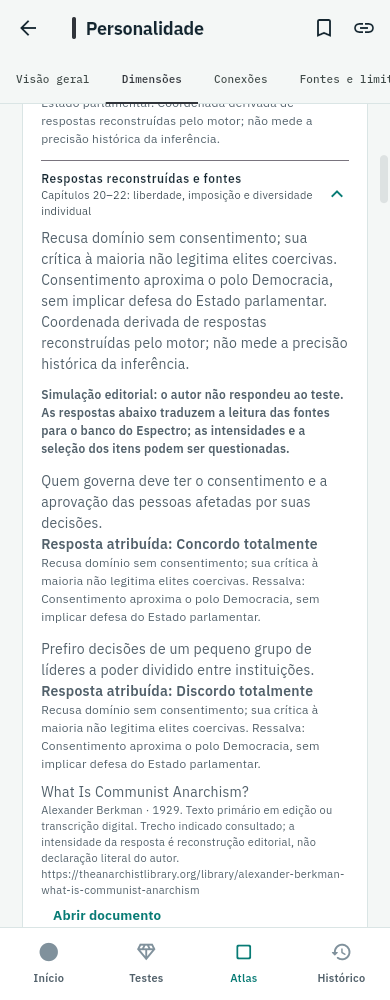 Personalidade
Visão geral
Dimensões
Conexões
Fontes e limit
Estado parlamentar. Coordenada derivada de
respostas reconstruídas pelo motor; não mede a
precisão histórica da inferência.
Respostas reconstruídas e fontes
Capítulos 20–22: liberdade, imposição e diversidade
individual
Recusa domínio sem consentimento; sua
crítica à maioria não legitima elites coercivas.
Consentimento aproxima o polo Democracia,
sem implicar defesa do Estado parlamentar.
Coordenada derivada de respostas
reconstruídas pelo motor; não mede a precisão
histórica da inferência.
Simulação editorial: o autor não respondeu ao teste.
As respostas abaixo traduzem a leitura das fontes
para o banco do Espectro; as intensidades e a
seleção dos itens podem ser questionadas.
Quem governa deve ter o consentimento e a
aprovação das pessoas afetadas por suas
decisões.
Resposta atribuída: Concordo totalmente
Recusa domínio sem consentimento; sua crítica à
maioria não legitima elites coercivas. Ressalva:
Consentimento aproxima o polo Democracia, sem
implicar defesa do Estado parlamentar.
Prefiro decisões de um pequeno grupo de
líderes a poder dividido entre instituições.
Resposta atribuída: Discordo totalmente
Recusa domínio sem consentimento; sua crítica à
maioria não legitima elites coercivas. Ressalva:
Consentimento aproxima o polo Democracia, sem
implicar defesa do Estado parlamentar.
What Is Communist Anarchism?
Alexander Berkman · 1929. Texto primário em edição ou
transcrição digital. Trecho indicado consultado; a
intensidade da resposta é reconstrução editorial, não
declaração literal do autor.
https://theanarchistlibrary.org/library/alexander-berkman-
what-is-communist-anarchism
Abrir documento
Início
Testes
Atlas
Histórico